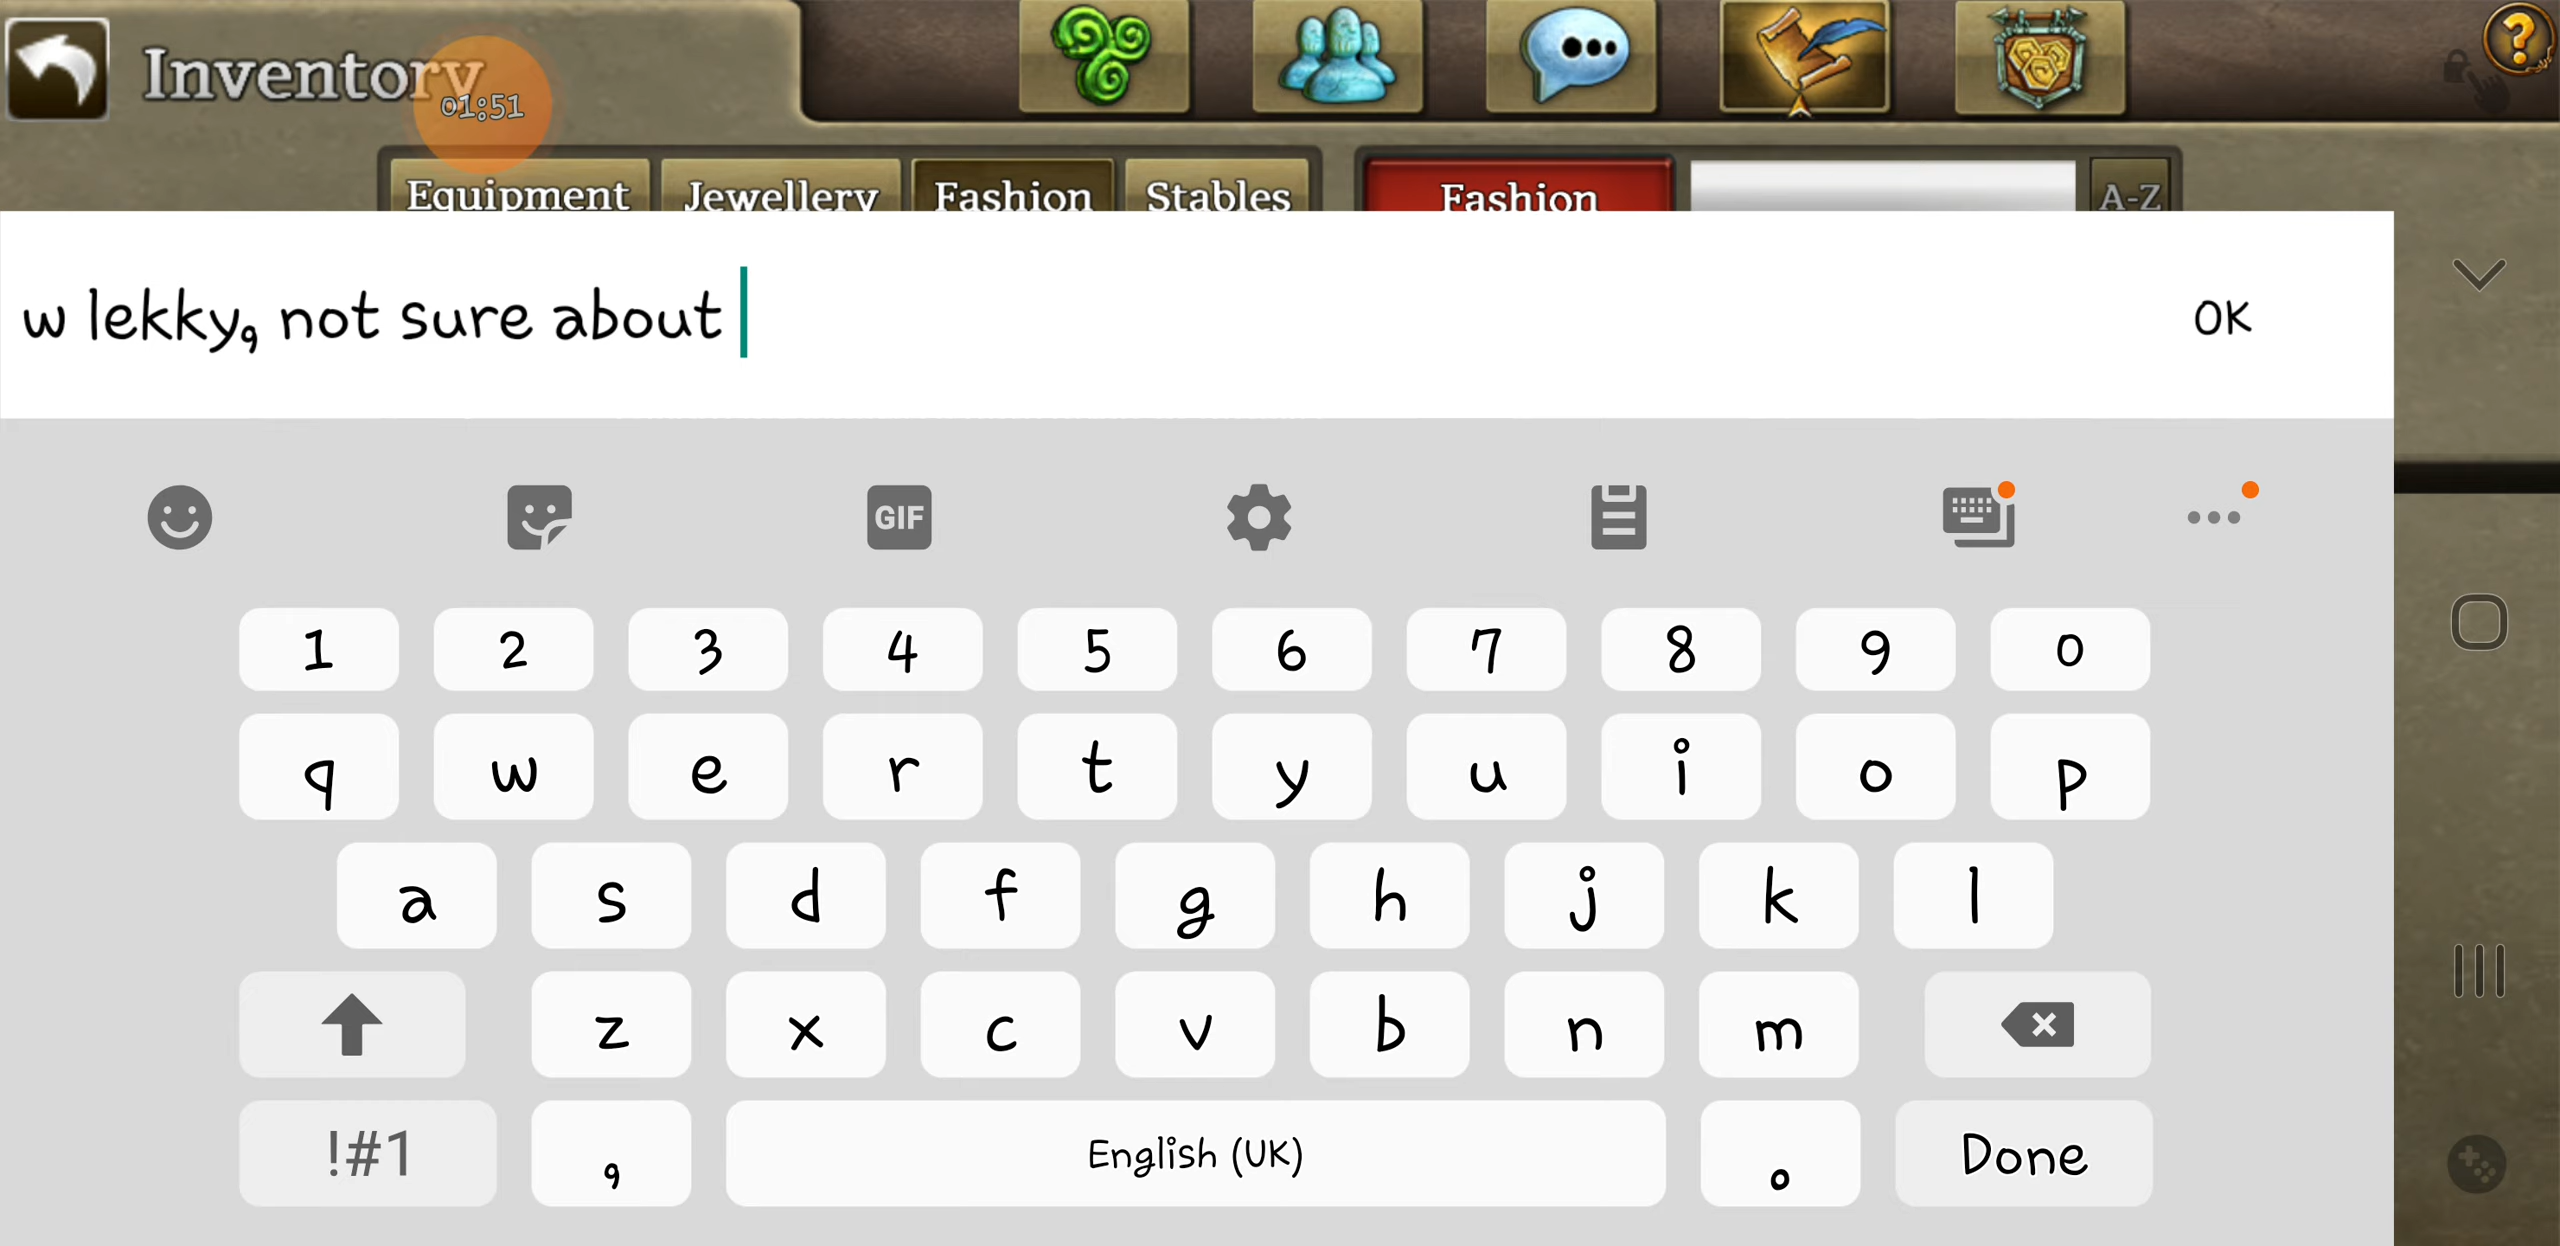 Inventory
01:51
Equipment Jewellery Fashion Stables Fashion A-Z
w lekky, not sure about
OK
GIF
1 2 3 4 5 6 7 8 9 0
q w e r t y u i o p
a s d f g h j k l
z x c v b n m
!#1 , English (UK) . Done